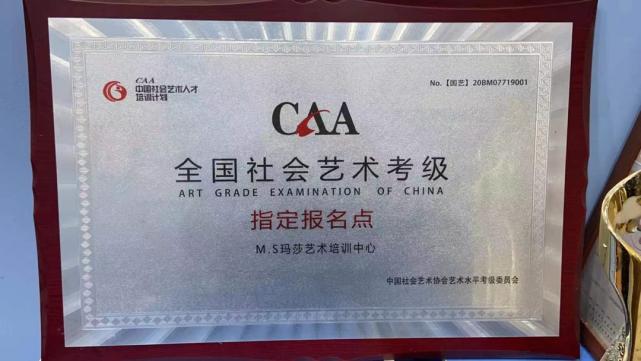 CAA
中国社会艺术人才
培训计划
No.【国艺】20BM07719001
CAA
全国社会艺术考级
ART GRADE EXAMINATION OF CHINA
指定报名点
M.S玛莎艺术培训中心
中国社会艺术协会艺术水平考级委员会